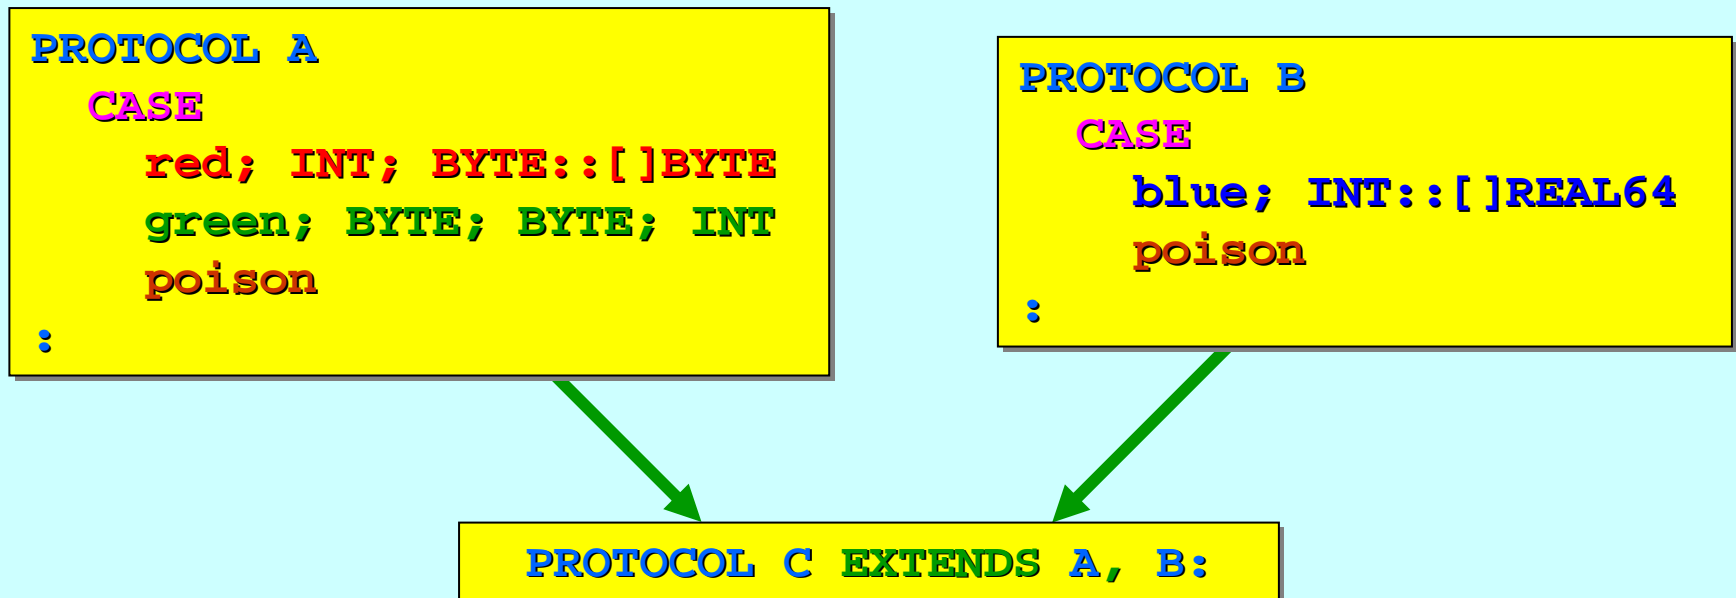 PROTOCOL A
CASE
red; INT; BYTE::[]BYTE
green; BYTE; BYTE; INT
poison
:
PROTOCOL B
CASE
blue; INT::[]REAL64
poison
:
PROTOCOL C EXTENDS A, B: